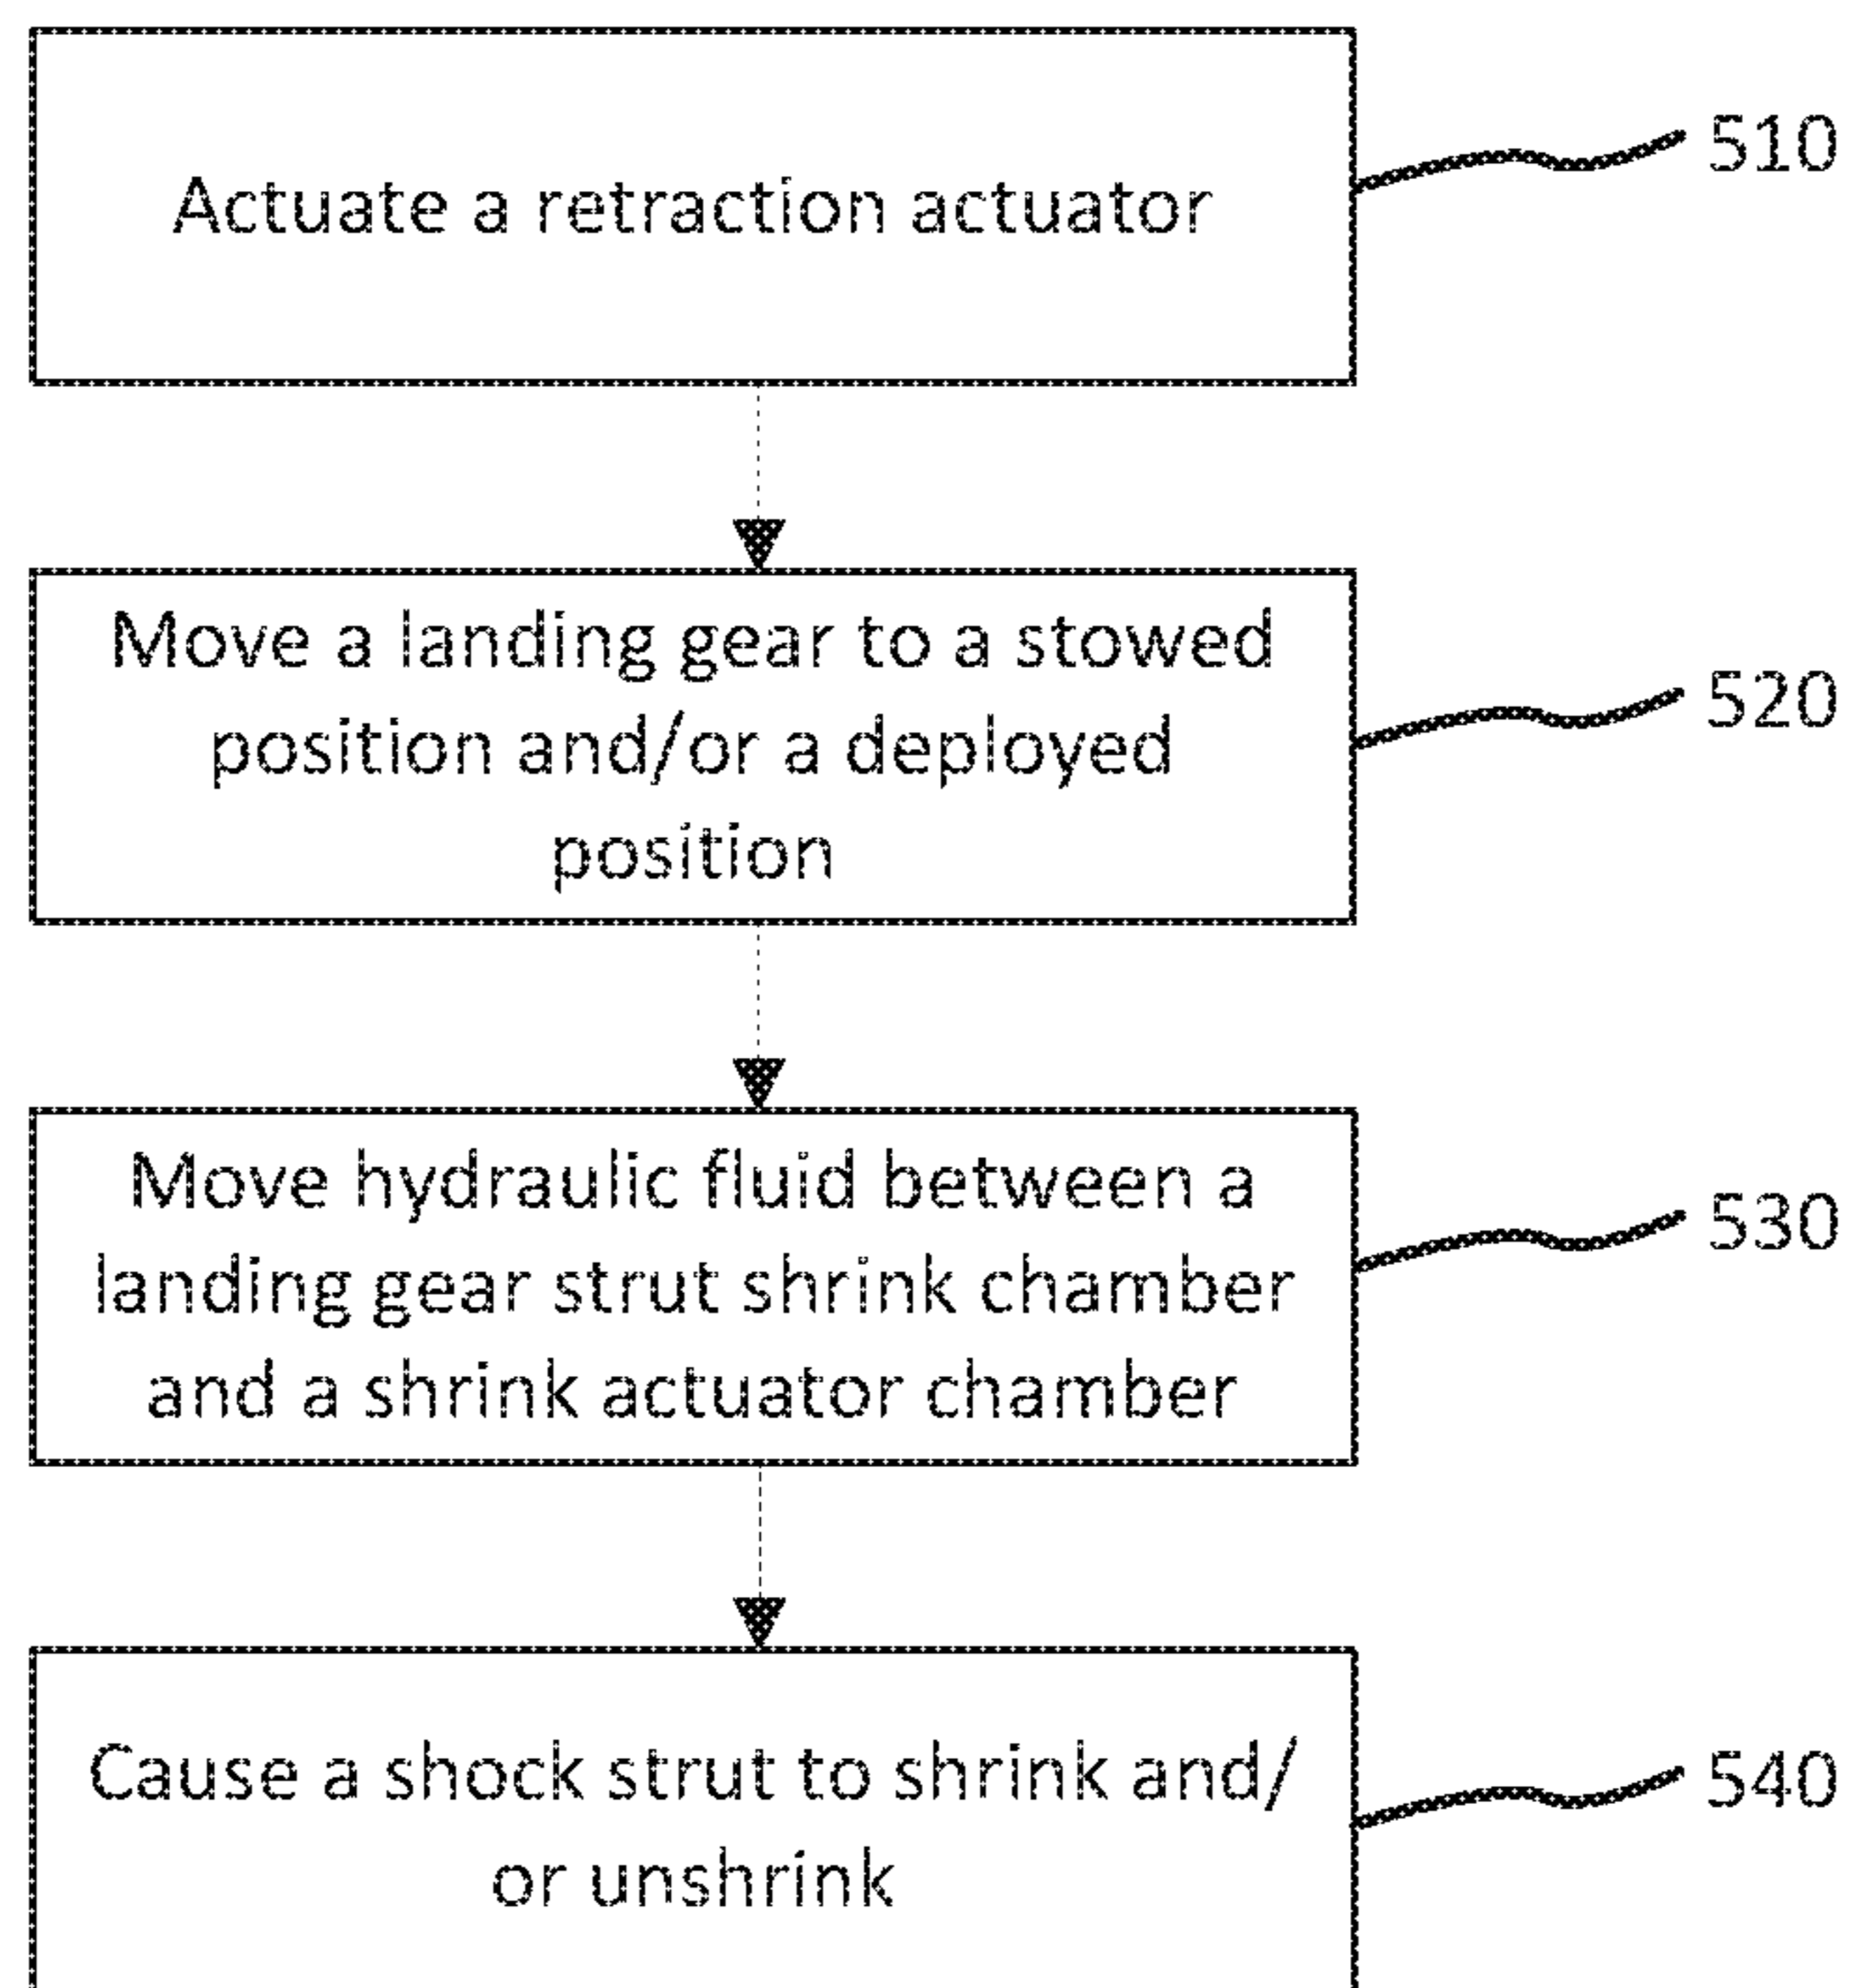 Actuate a retraction actuator
510
Move a landing gear to a stowed
position and/or a deployed
position
520
Move hydraulic fluid between a
landing gear strut shrink chamber
and a shrink actuator chamber
530
Cause a shock strut to shrink and/
or unshrink
540